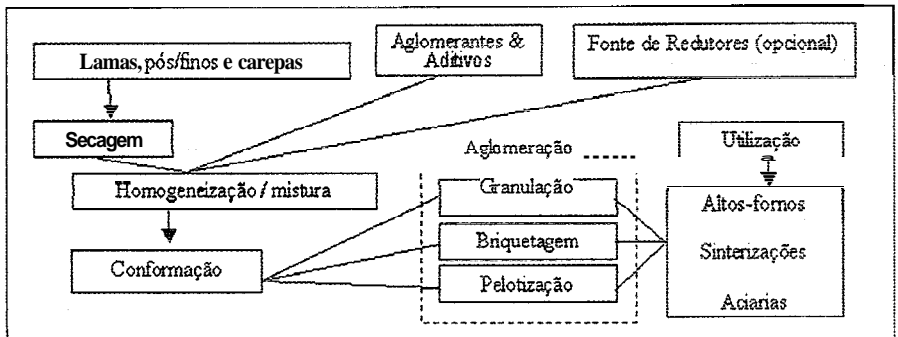 Lamas, pós/finos e carepas
Aglomerantes &
Aditivos
Fonte de Redutores (opcional)
Secagem
Homogeneização / mistura
Conformação
Aglomeração
Granulação
Briquetagem
Pelotização
Utilização
Altos-fornos
Sinterizações
Aciarias